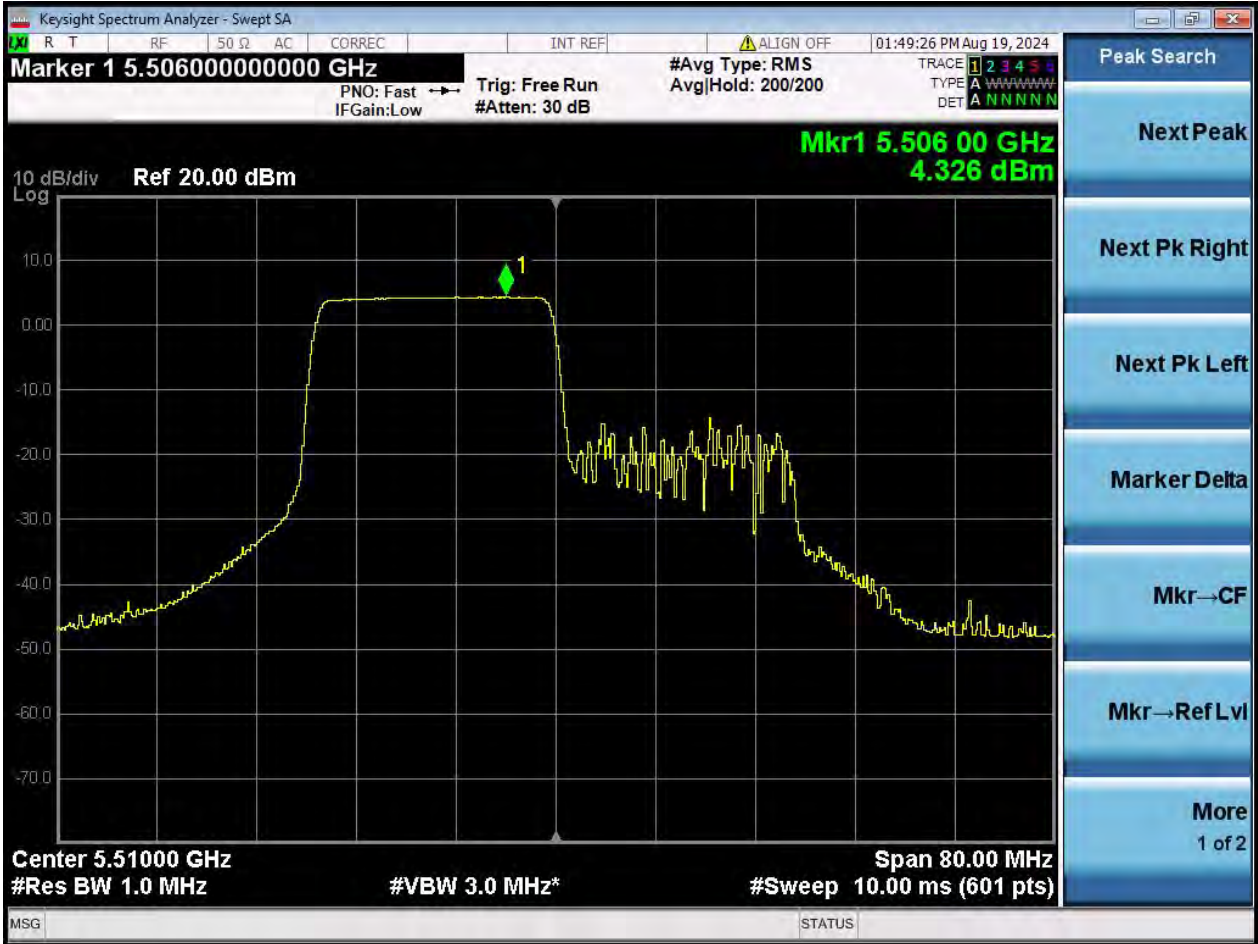 Keysight Spectrum Analyzer - Swept SA
LXI R T RF 50 Ω AC CORREC INT REF ALIGN OFF 01:49:26 PM Aug 19, 2024
Marker 1 5.506000000000 GHz
PNO: Fast
IFGain:Low
Trig: Free Run
#Atten: 30 dB
#Avg Type: RMS
Avg|Hold: 200/200
TRACE 1 2 3 4 5 6
TYPE A WWWWW
DET A N N N N N
Mkr1 5.506 00 GHz
4.326 dBm
10 dB/div Ref 20.00 dBm
Log
10.0
1
0.00
-10.0
-20.0
-30.0
-40.0
-50.0
-60.0
-70.0
Center 5.51000 GHz Span 80.00 MHz
#Res BW 1.0 MHz #VBW 3.0 MHz* #Sweep 10.00 ms (601 pts)
MSG STATUS
Peak Search
Next Peak
Next Pk Right
Next Pk Left
Marker Delta
Mkr→CF
Mkr→Ref Lvl
More
1 of 2